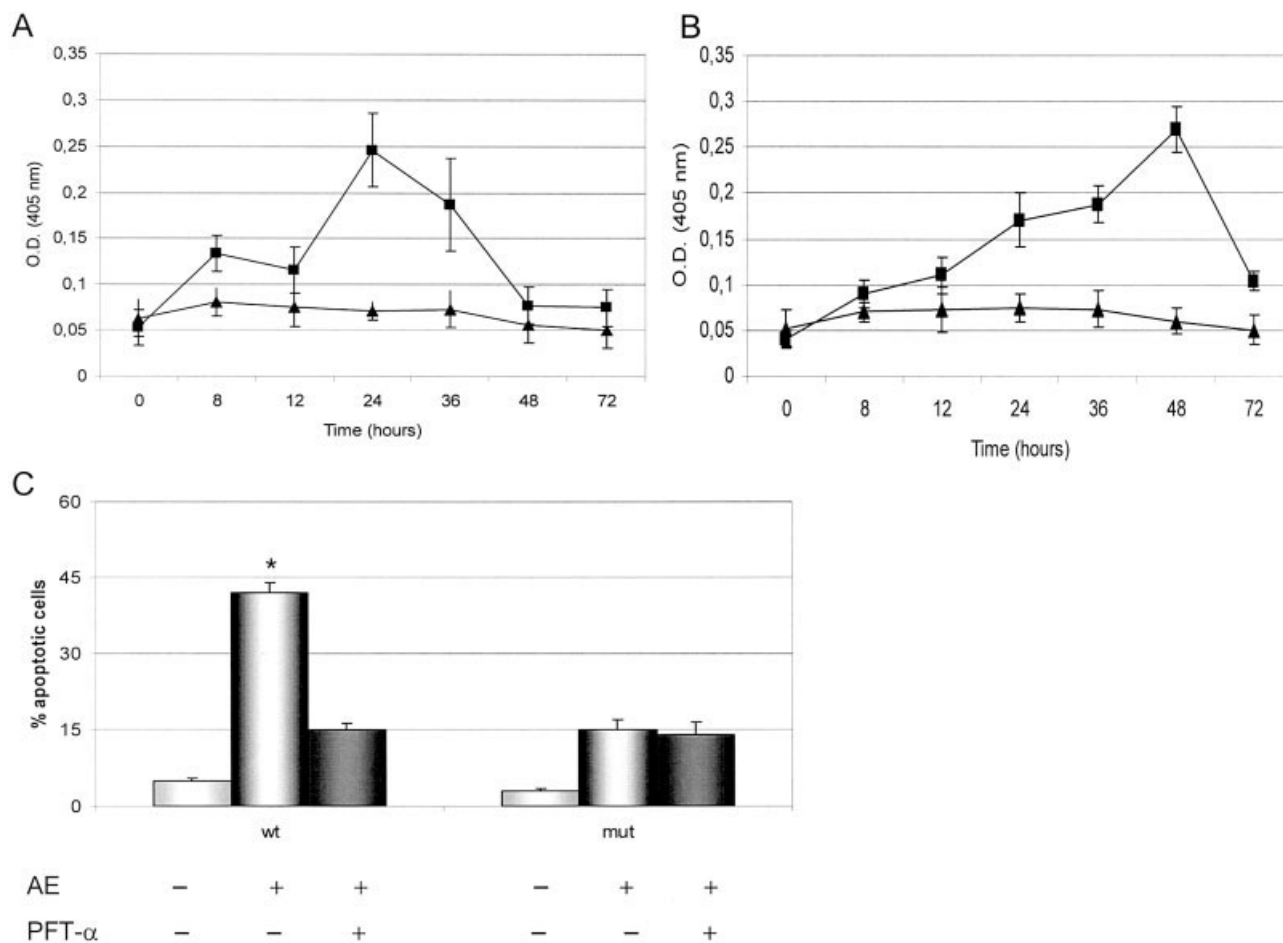 A
0,35
0,3
0,25
0,2
0,15
0,1
0,05
0
O.D. (405 nm)
0 8 12 24 36 48 72
Time (hours)
B
0,35
0,3
0,25
0,2
0,15
0,1
0,05
0
O.D. (405 nm)
0 8 12 24 36 48 72
Time (hours)
C
60
45
30
15
0
% apoptotic cells
*
wt mut
AE − + + − + +
PFT-α − − + − − +